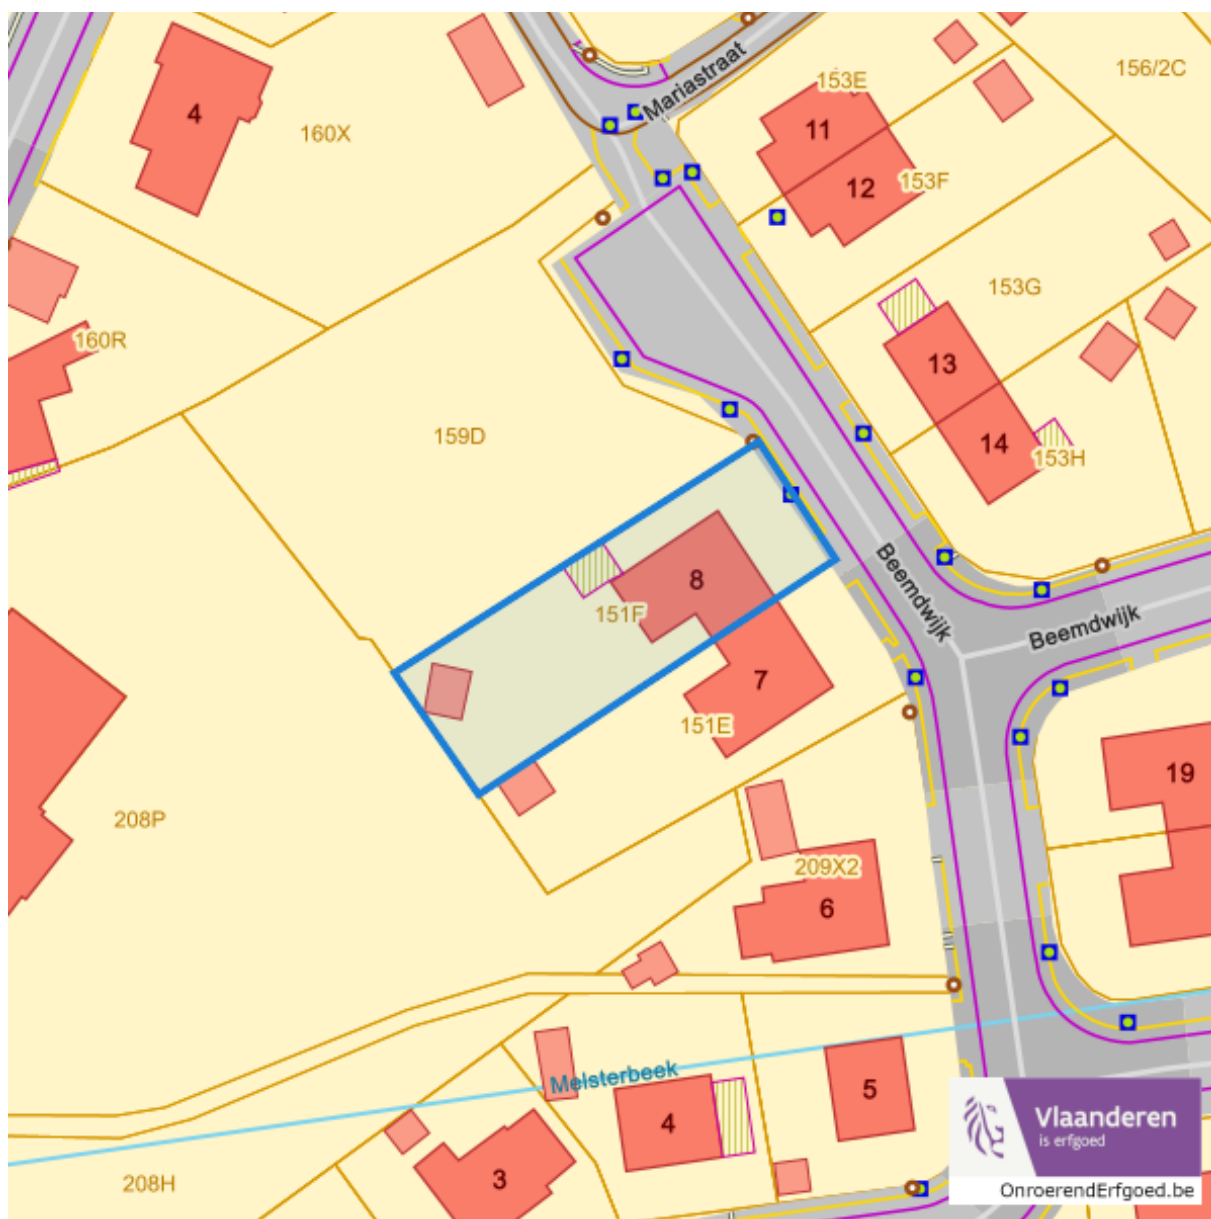 Mariastraat
153E
156/2C
4
160X
11
12
153F
153G
160R
13
159D
14
153H
8
Beemdwijk
151F
Beemdwijk
7
151E
19
208P
209X2
6
Melsterbeek
5
4
3
208H
Vlaanderen
is erfgoed
OnroerendErfgoed.be